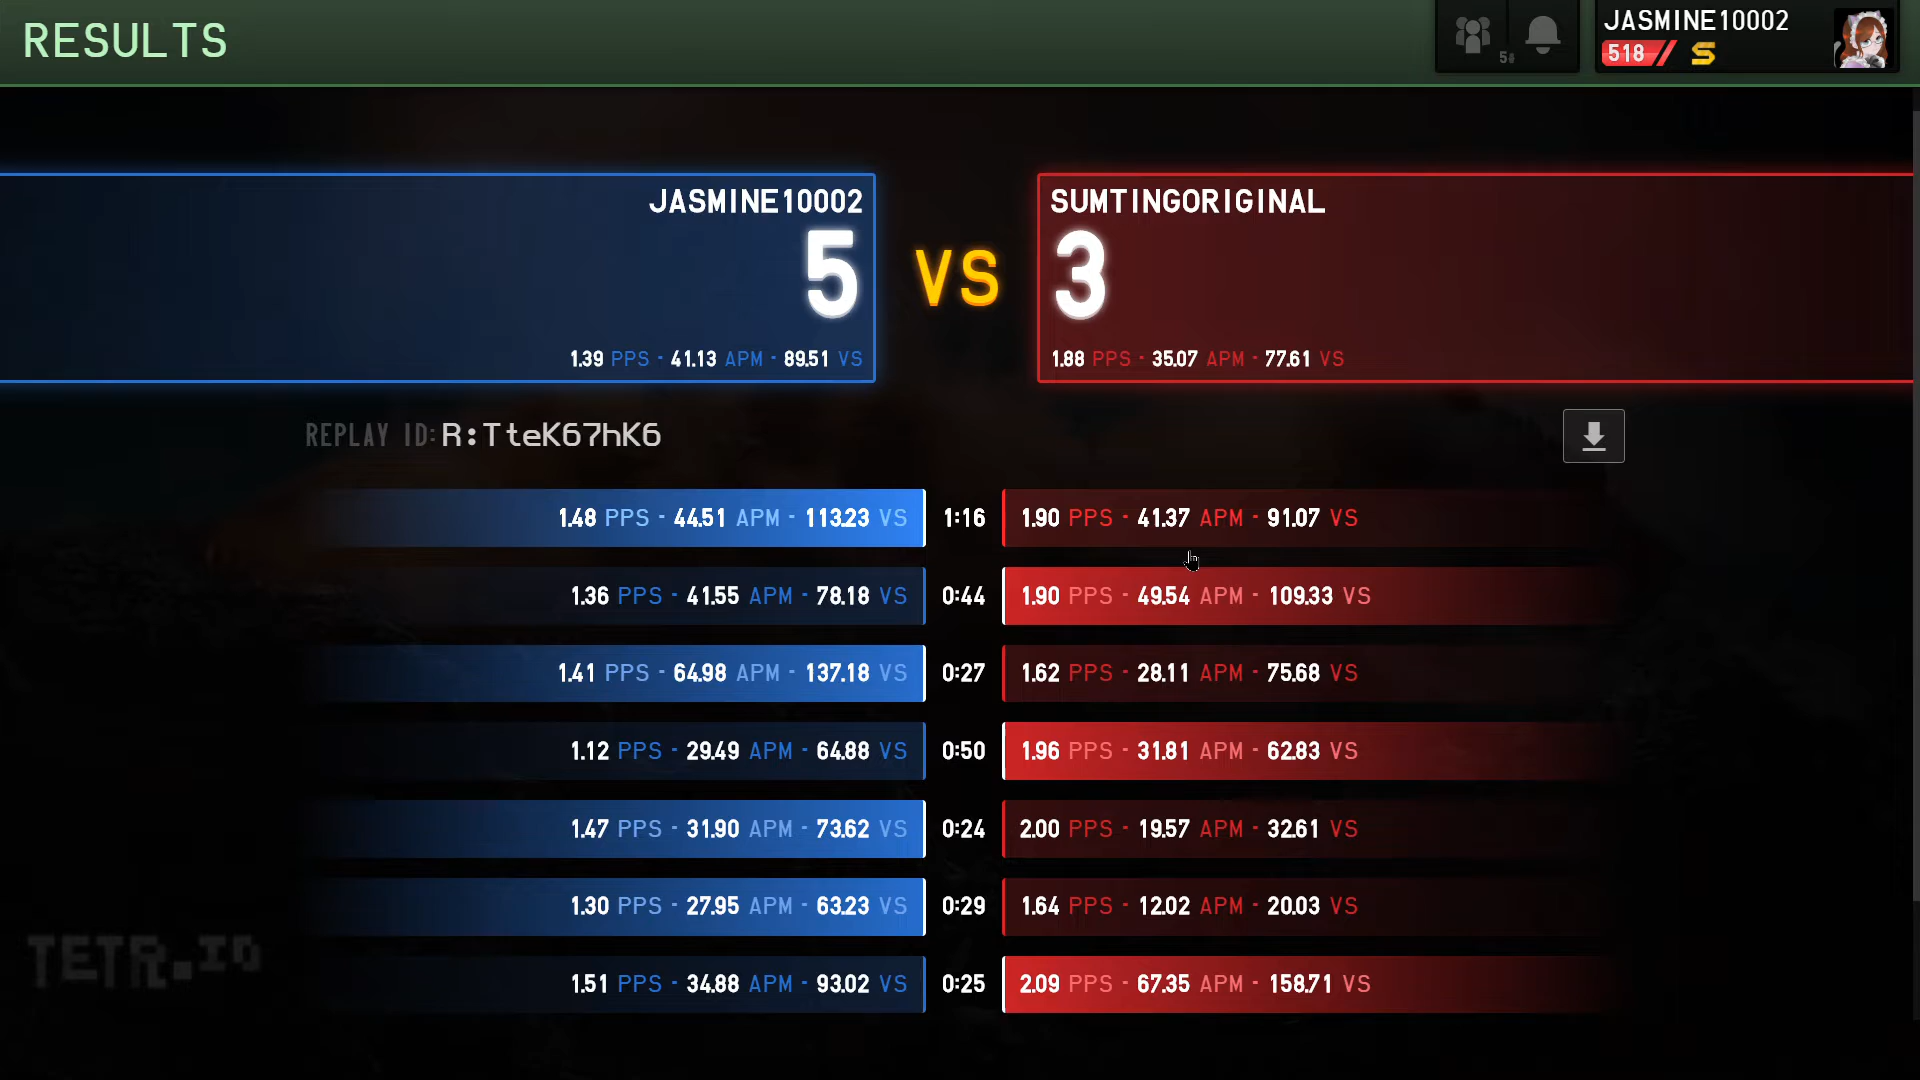 RESULTS
JASMINE10002
518
S
JASMINE10002
5
1.39 PPS - 41.13 APM - 89.51 VS
VS
SUMTINGORIGINAL
3
1.88 PPS - 35.07 APM - 77.61 VS
REPLAY ID: R:TteK67hK6
1.48 PPS - 44.51 APM - 113.23 VS 1:16 1.90 PPS - 41.37 APM - 91.07 VS
1.36 PPS - 41.55 APM - 78.18 VS 0:44 1.90 PPS - 49.54 APM - 109.33 VS
1.41 PPS - 64.98 APM - 137.18 VS 0:27 1.62 PPS - 28.11 APM - 75.68 VS
1.12 PPS - 29.49 APM - 64.88 VS 0:50 1.96 PPS - 31.81 APM - 62.83 VS
1.47 PPS - 31.90 APM - 73.62 VS 0:24 2.00 PPS - 19.57 APM - 32.61 VS
1.30 PPS - 27.95 APM - 63.23 VS 0:29 1.64 PPS - 12.02 APM - 20.03 VS
TETR.IO
1.51 PPS - 34.88 APM - 93.02 VS 0:25 2.09 PPS - 67.35 APM - 158.71 VS